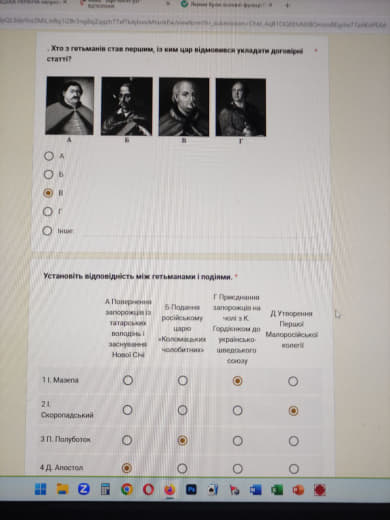 . Хто з гетьманів став першим, із ким цар відмовився укладати договірні *
статті?
А
Б
В
Г
А
Б
В
Г
Інше:
Установіть відповідність між гетьманами і подіями. *
А Повернення
запорожців із
татарських
володінь і
заснування
Нової Січі
Б Подання
російському
царю
«Коломацьких
чолобитних»
Г Приєднання
запорожців на
чолі з К.
Гордієнком до
українсько-
шведського
союзу
Д Утворення
Першої
Малоросійської
колегії
1 І. Мазепа
2 І.
Скоропадський
3 П. Полуботок
4 Д. Апостол